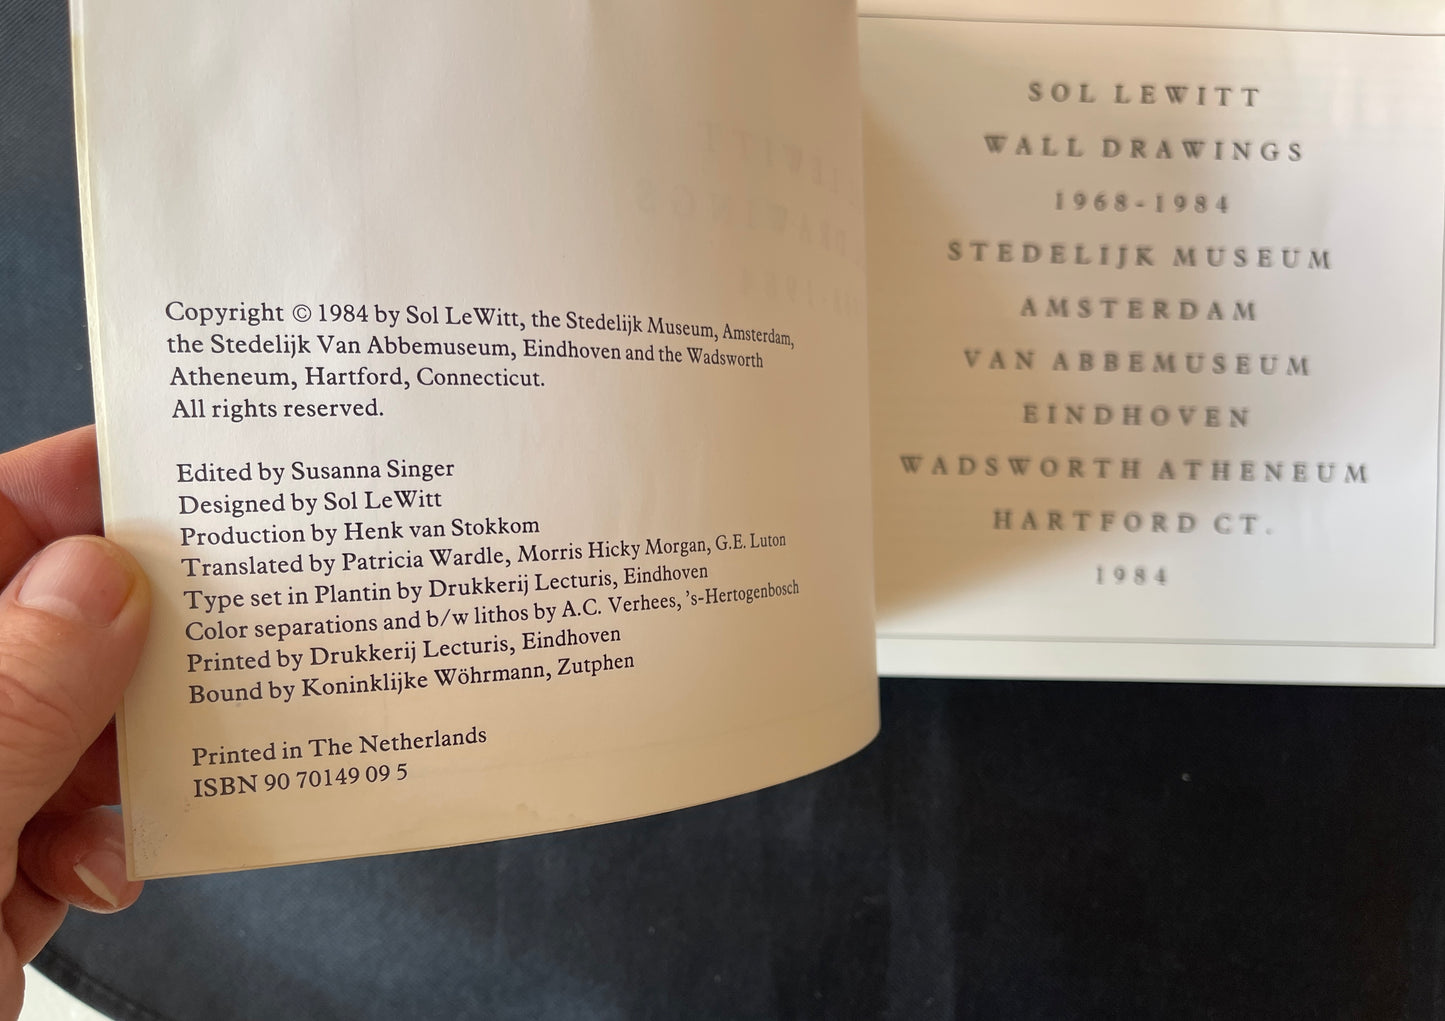 Copyright © 1984 by Sol LeWitt, the Stedelijk Museum, Amsterdam,
the Stedelijk Van Abbemuseum, Eindhoven and the Wadsworth
Atheneum, Hartford, Connecticut.
All rights reserved.
Edited by Susanna Singer
Designed by Sol LeWitt
Production by Henk van Stokkom
Translated by Patricia Wardle, Morris Hicky Morgan, G.E. Luton
Type set in Plantin by Drukkerij Lecturis, Eindhoven
Color separations and b/w lithos by A.C. Verhees, 's-Hertogenbosch
Printed by Drukkerij Lecturis, Eindhoven
Bound by Koninklijke Wöhrmann, Zutphen
Printed in The Netherlands
ISBN 90 70149 09 5
SOL LEWITT
WALL DRAWINGS
1968-1984
STEDELIJK MUSEUM
AMSTERDAM
VAN ABBEMUSEUM
EINDHOVEN
WADSWORTH ATHENEUM
HARTFORD CT.
1984